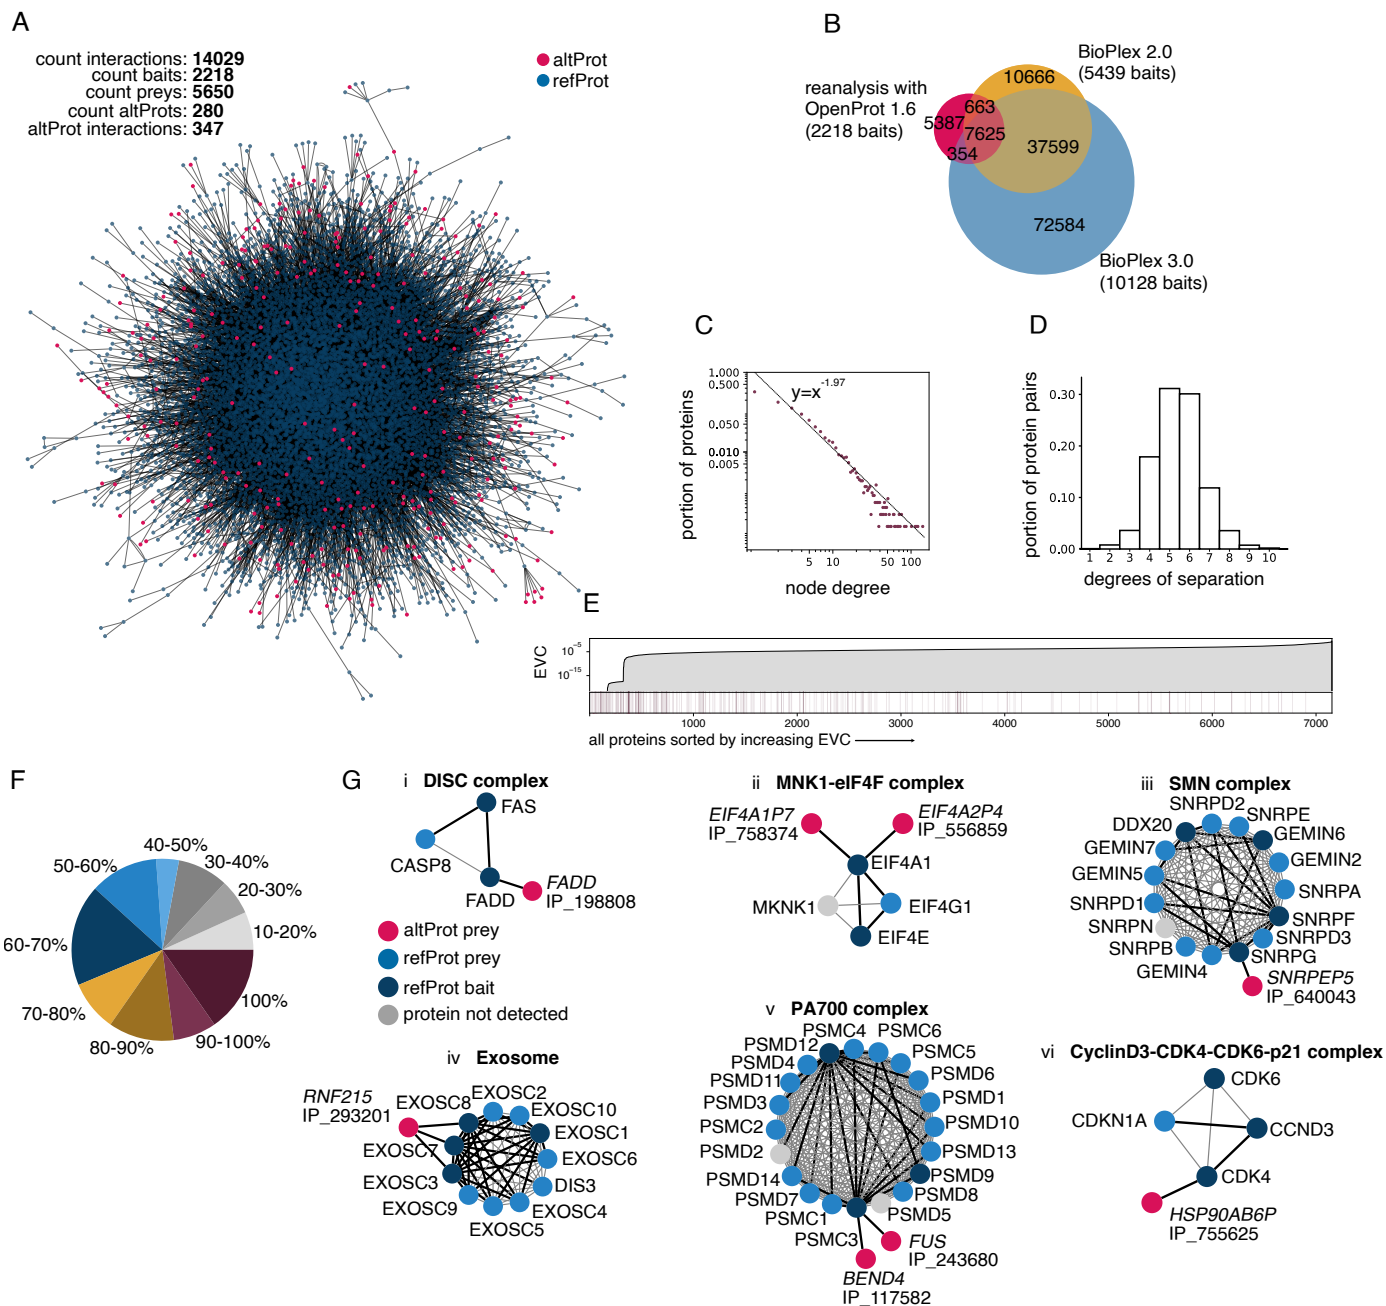 A
count interactions: 14029
count baits: 2218
count preys: 5650
count altProts: 280
altProt interactions: 347
altProt
refProt
B
BioPlex 2.0
(5439 baits)
reanalysis with
OpenProt 1.6
(2218 baits)
10666
663
5387
7625
354
37599
72584
BioPlex 3.0
(10128 baits)
C
portion of proteins
1.000
0.500
0.050
0.010
0.005
y=x-1.97
5 10 50 100
node degree
D
portion of protein pairs
0.30
0.20
0.10
0.00
1 2 3 4 5 6 7 8 9 10
degrees of separation
E
EVC
10-5
10-15
1000 2000 3000 4000 5000 6000 7000
all proteins sorted by increasing EVC
F
40-50%
30-40%
50-60%
20-30%
10-20%
60-70%
100%
70-80%
80-90%
90-100%
G
i DISC complex
FAS
CASP8
FADD
FADD
IP_198808
altProt prey
refProt prey
refProt bait
protein not detected
ii MNK1-eIF4F complex
EIF4A1P7
IP_758374
EIF4A2P4
IP_556859
EIF4A1
MKNK1
EIF4G1
EIF4E
iii SMN complex
SNRPD2
SNRPE
DDX20
GEMIN6
GEMIN7
GEMIN2
GEMIN5
SNRPA
SNRPD1
SNRPF
SNRPN
SNRPD3
SNRPB
SNRPG
GEMIN4
SNRPEP5
IP_640043
iv Exosome
RNF215
IP_293201
EXOSC2
EXOSC8
EXOSC10
EXOSC1
EXOSC7
EXOSC6
EXOSC3
DIS3
EXOSC9
EXOSC4
EXOSC5
v PA700 complex
PSMC4
PSMC6
PSMD12
PSMC5
PSMD4
PSMD6
PSMD11
PSMD1
PSMD3
PSMD10
PSMC2
PSMD13
PSMD2
PSMD9
PSMD14
PSMD8
PSMD7
PSMD5
PSMC1
PSMC3
FUS
IP_243680
BEND4
IP_117582
vi CyclinD3-CDK4-CDK6-p21 complex
CDK6
CDKN1A
CCND3
CDK4
HSP90AB6P
IP_755625